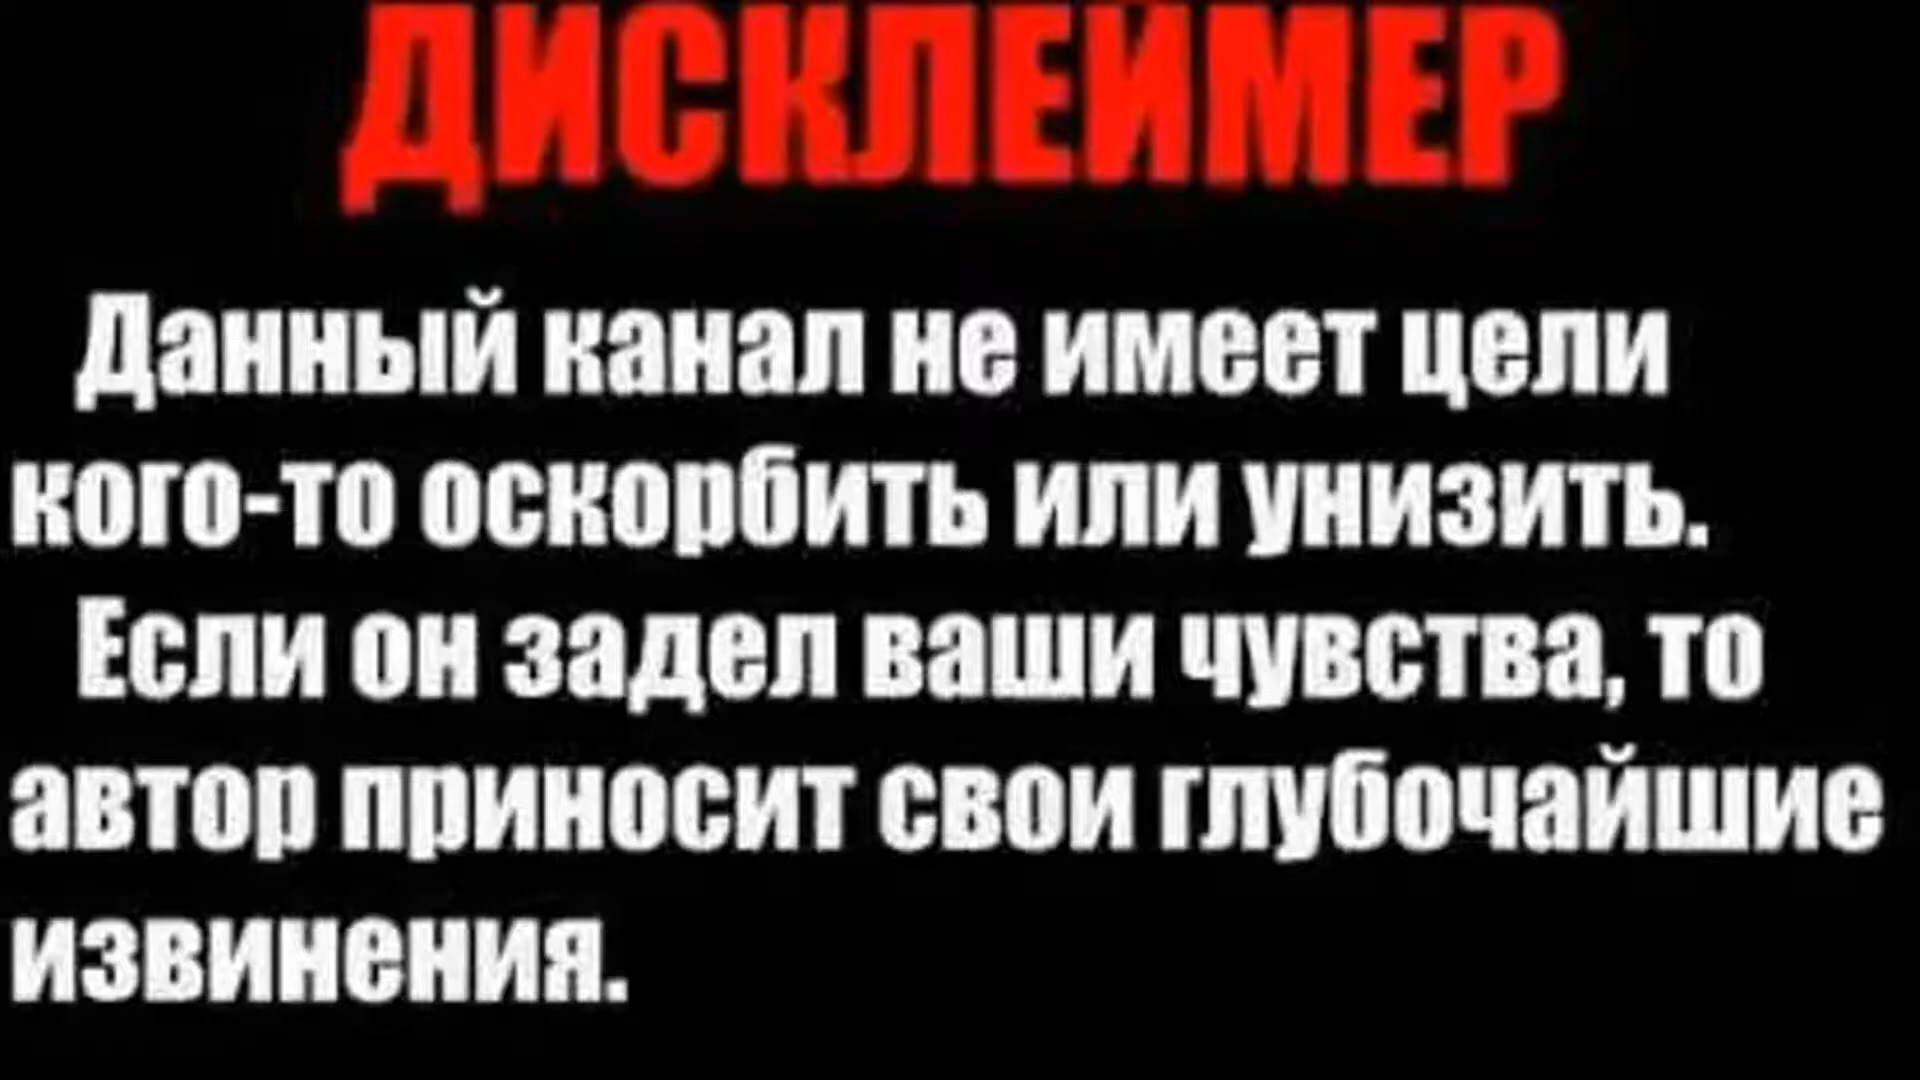 ДИСКЛЕЙМЕР
Данный канал не имеет цели
кого-то оскорбить или унизить.
Если он задел ваши чувства, то
автор приносит свои глубочайшие
извинения.